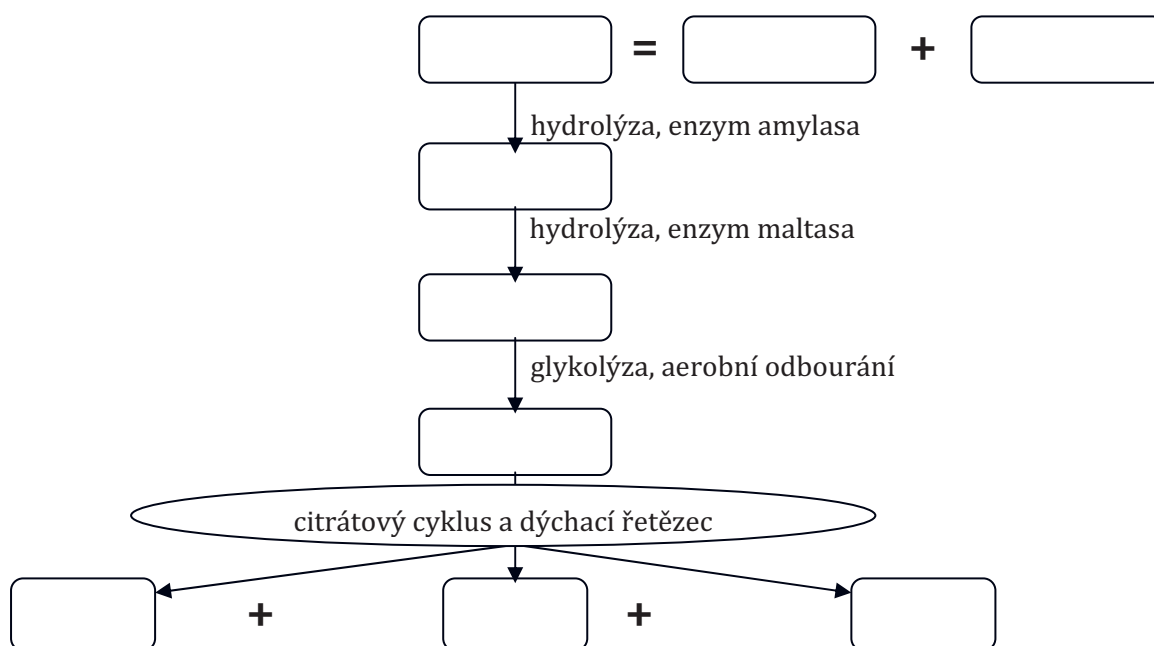 = +
hydrolýza, enzym amylasa
hydrolýza, enzym maltasa
glykolýza, aerobní odbourání
citrátový cyklus a dýchací řetězec
+ +